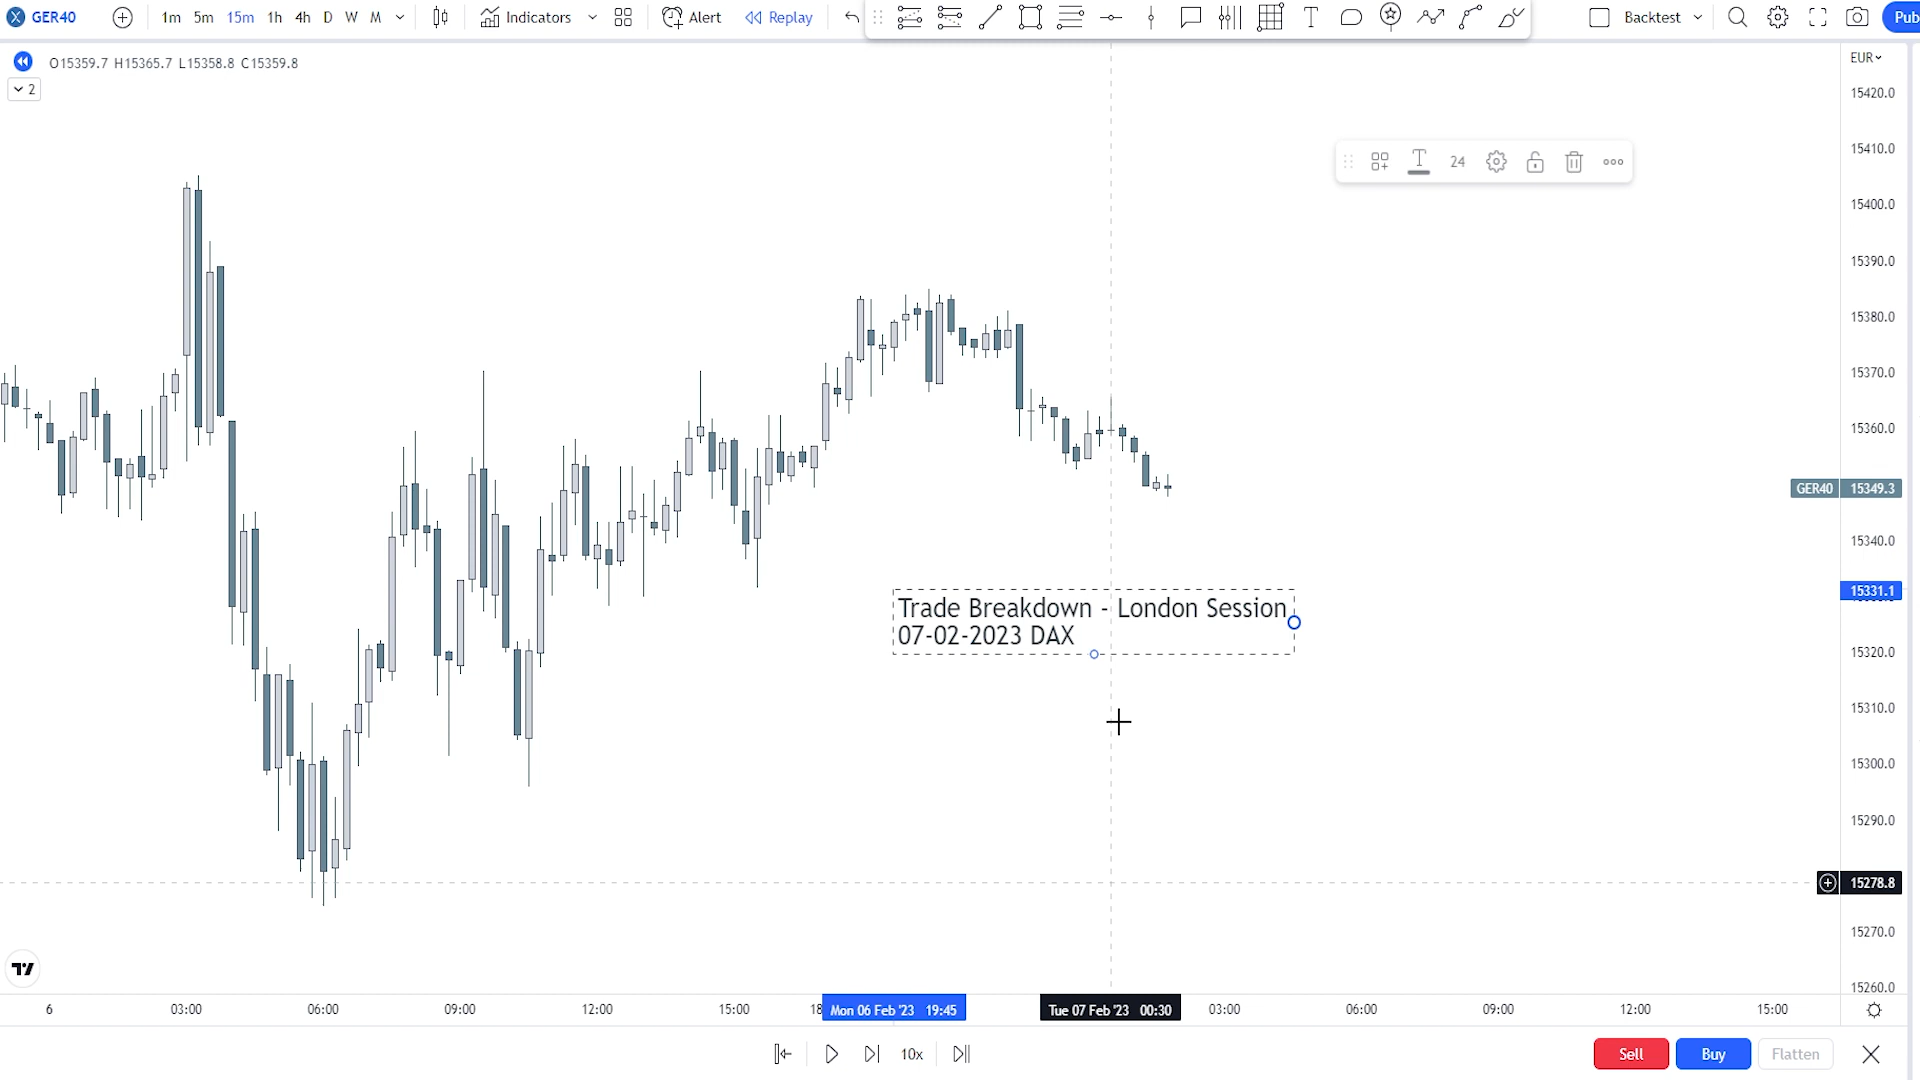 GER40 1m 5m 15m 1h 4h D W M Indicators Alert Replay Backtest Pub
O15359.7 H15365.7 L15358.8 C15359.8
EUR
2
15420.0
15410.0
24
15400.0
15390.0
15380.0
15370.0
15360.0
GER40 15349.3
15340.0
15331.1
Trade Breakdown - London Session
07-02-2023 DAX
15320.0
15310.0
15300.0
15290.0
15278.8
15270.0
15260.0
6 03:00 06:00 09:00 12:00 15:00 18 Mon 06 Feb '23 19:45 Tue 07 Feb '23 00:30 03:00 06:00 09:00 12:00 15:00
10x Sell Buy Flatten